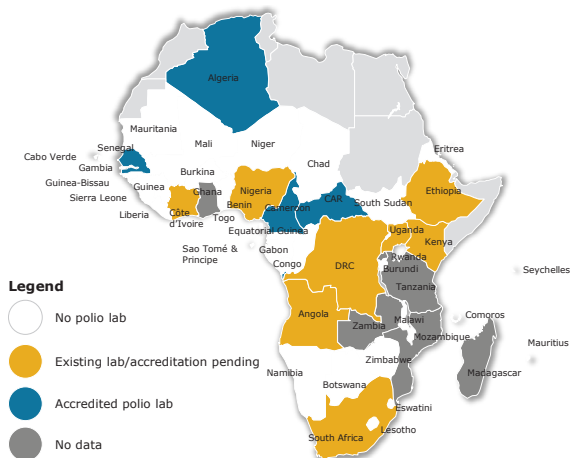 Algeria
Mauritania
Mali
Niger
Senegal
Cabo Verde
Eritrea
Chad
Gambia
Burkina
Guinea-Bissau
Guinea
Ghana
Nigeria
Ethiopia
Sierra Leone
Benin
Cameroon
CAR
South Sudan
Liberia
Côte
d’Ivoire
Togo
Equatorial Guinea
Uganda
Kenya
Sao Tomé &
Principe
Gabon
Congo
DRC
Rwanda
Burundi
Seychelles
Tanzania
Angola
Zambia
Malawi
Comoros
Mozambique
Mauritius
Zimbabwe
Namibia
Madagascar
Botswana
Eswatini
Lesotho
South Africa
Legend
No polio lab
Existing lab/accreditation pending
Accredited polio lab
No data